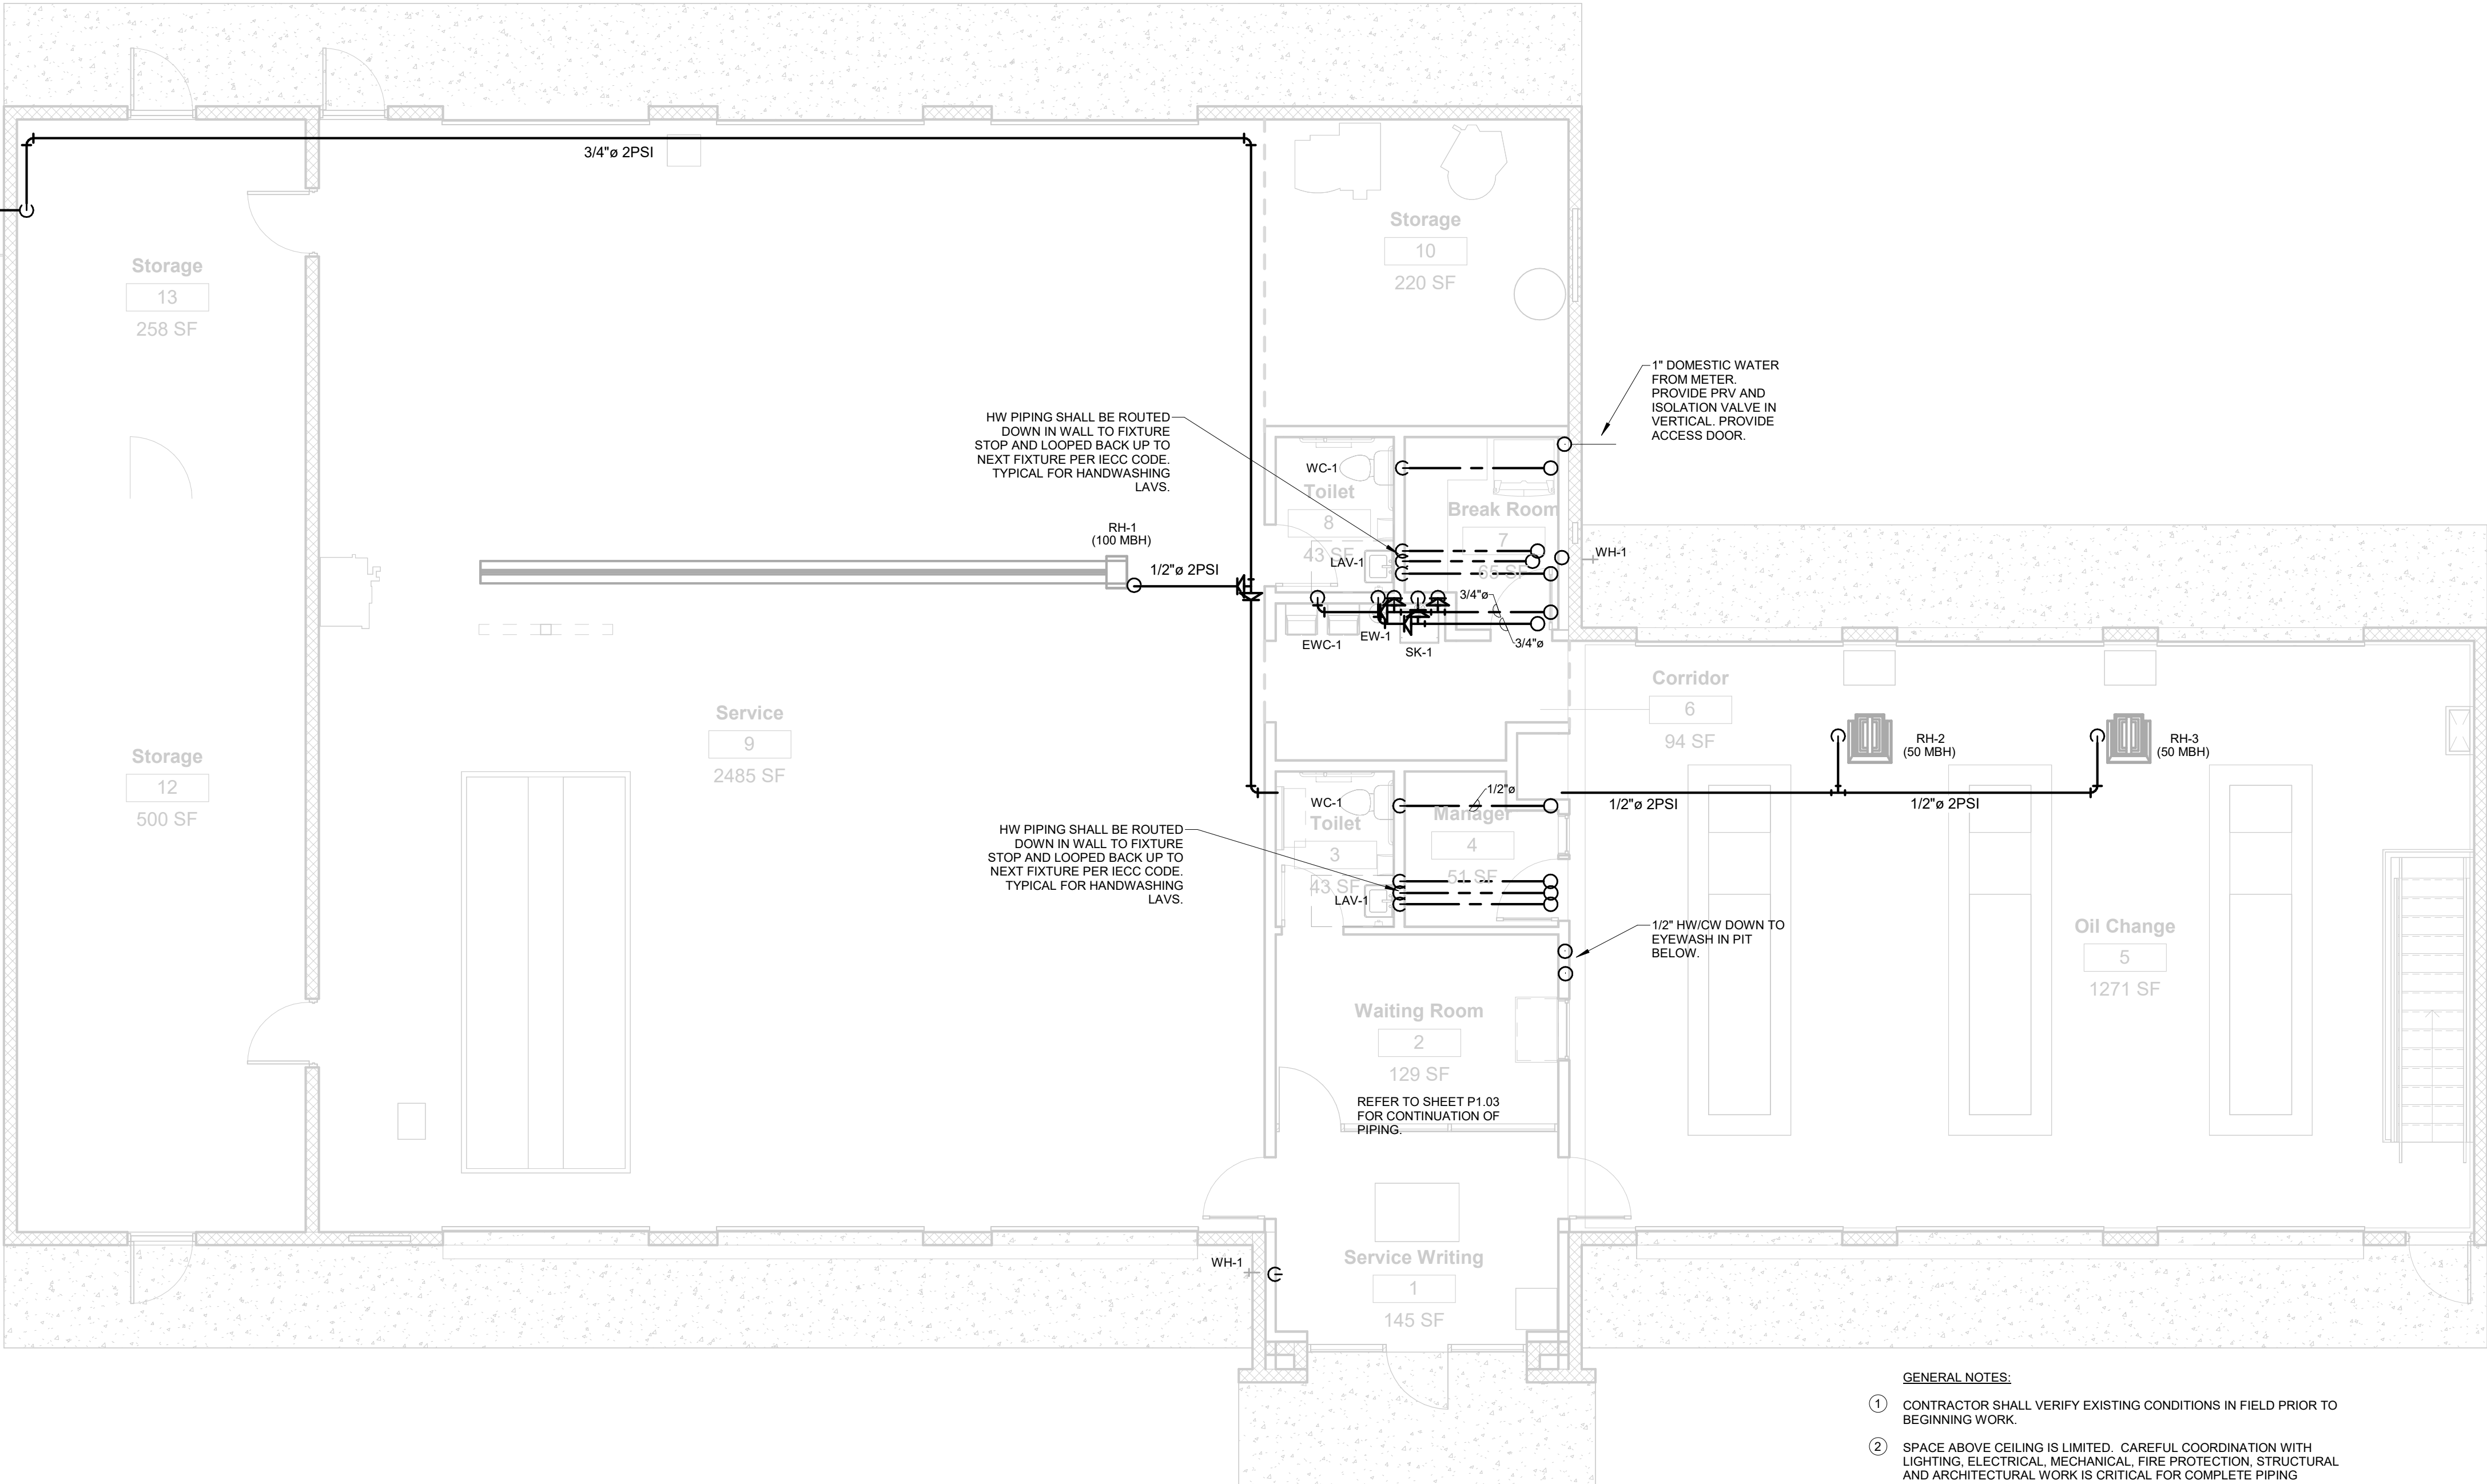 3/4"ø 2PSI
Storage
13
258 SF
Storage
10
220 SF
1" DOMESTIC WATER
FROM METER.
PROVIDE PRV AND
ISOLATION VALVE IN
VERTICAL. PROVIDE
ACCESS DOOR.
HW PIPING SHALL BE ROUTED
DOWN IN WALL TO FIXTURE
STOP AND LOOPED BACK UP TO
NEXT FIXTURE PER IECC CODE.
TYPICAL FOR HANDWASHING
LAVS.
WC-1
Toilet
8
43 SF
LAV-1
Break Room
7
65 SF
WH-1
RH-1
(100 MBH)
1/2"ø 2PSI
3/4"ø
3/4"ø
EWC-1
EW-1
SK-1
Corridor
6
94 SF
Service
9
2485 SF
Storage
12
500 SF
RH-2
(50 MBH)
RH-3
(50 MBH)
1/2"ø 2PSI
1/2"ø 2PSI
WC-1
Toilet
3
43 SF
LAV-1
1/2"ø
Manager
4
51 SF
HW PIPING SHALL BE ROUTED
DOWN IN WALL TO FIXTURE
STOP AND LOOPED BACK UP TO
NEXT FIXTURE PER IECC CODE.
TYPICAL FOR HANDWASHING
LAVS.
1/2" HW/CW DOWN TO
EYEWASH IN PIT
BELOW.
Oil Change
5
1271 SF
Waiting Room
2
129 SF
REFER TO SHEET P1.03
FOR CONTINUATION OF
PIPING.
WH-1
Service Writing
1
145 SF
GENERAL NOTES:
1 CONTRACTOR SHALL VERIFY EXISTING CONDITIONS IN FIELD PRIOR TO
BEGINNING WORK.
2 SPACE ABOVE CEILING IS LIMITED. CAREFUL COORDINATION WITH
LIGHTING, ELECTRICAL, MECHANICAL, FIRE PROTECTION, STRUCTURAL
AND ARCHITECTURAL WORK IS CRITICAL FOR COMPLETE PIPING